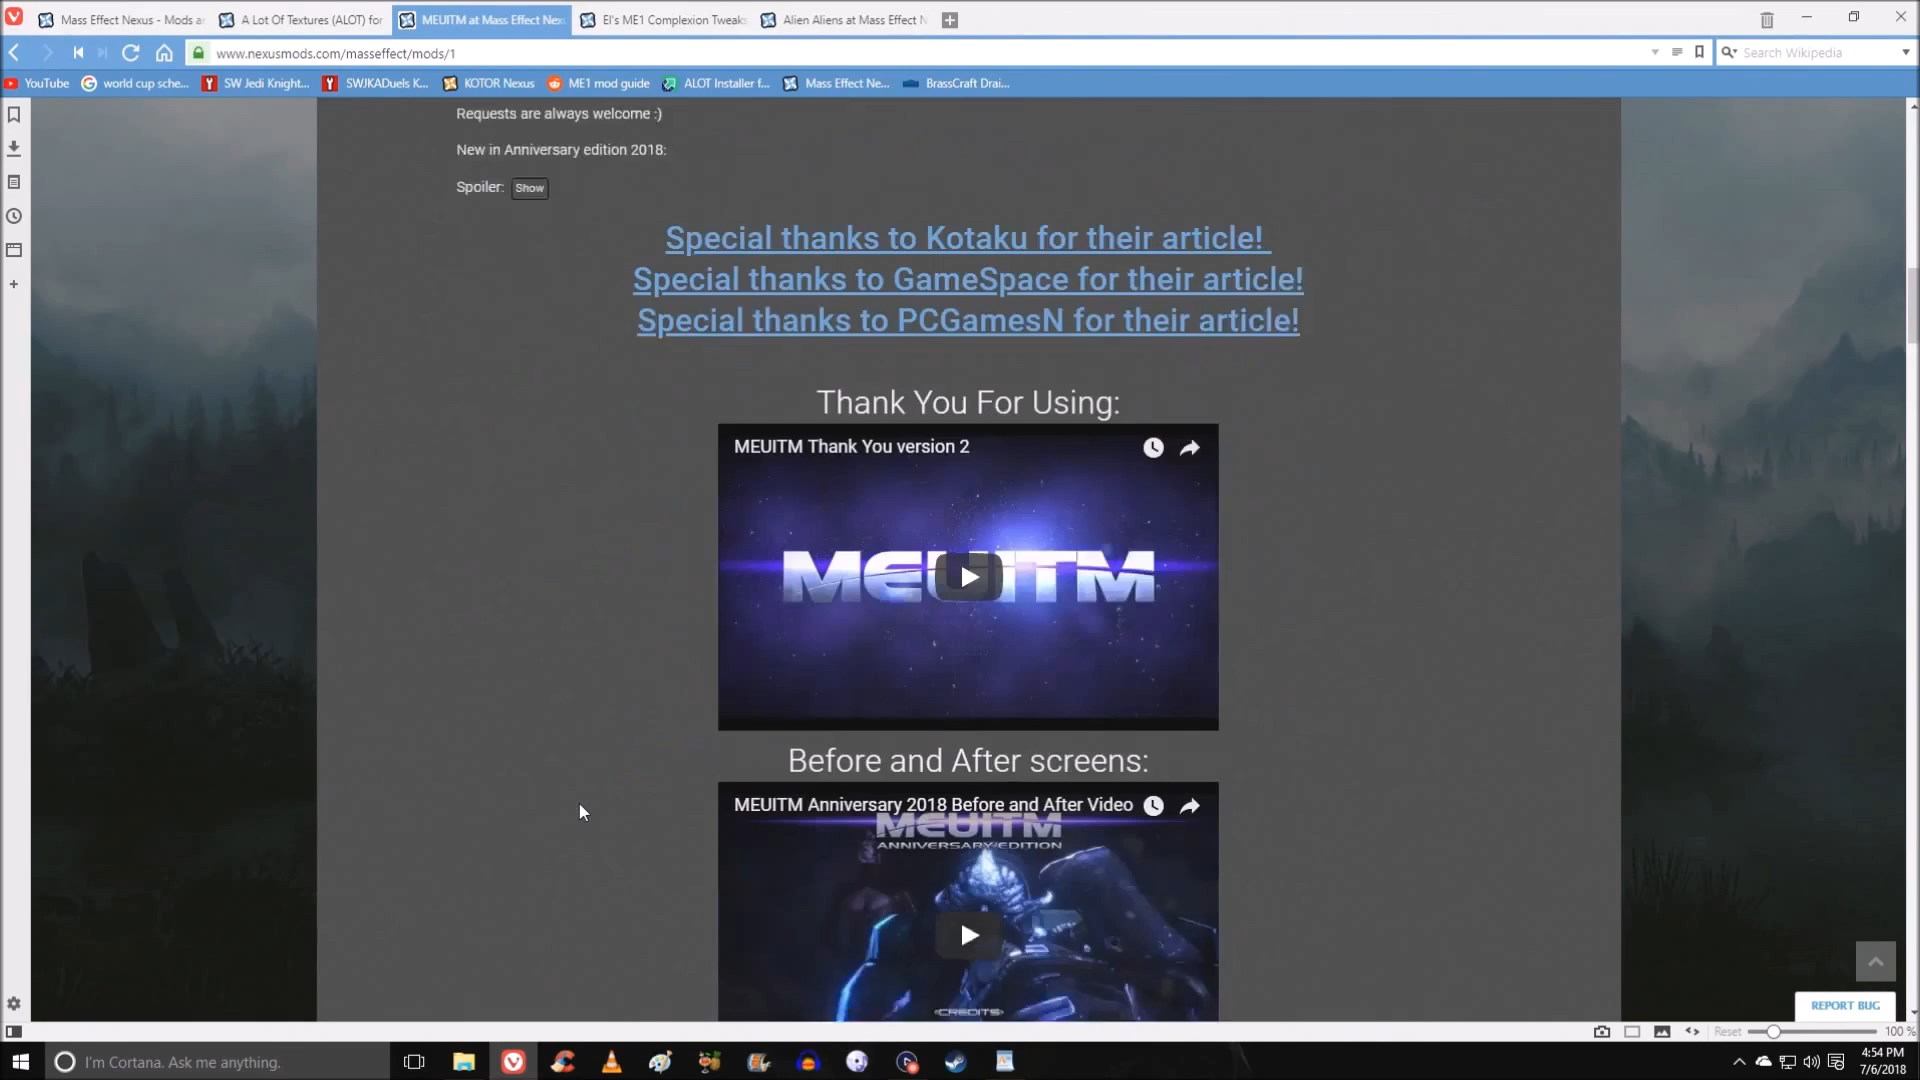 Mass Effect Nexus - Mods a
A Lot Of Textures (ALOT) for
MEUITM at Mass Effect Nex
El's ME1 Complexion Tweaks
Alien Aliens at Mass Effect N
www.nexusmods.com/masseffect/mods/1
Search Wikipedia
YouTube
world cup sche...
SW Jedi Knight...
SWJKADuels K...
KOTOR Nexus
ME1 mod guide
ALOT Installer f...
Mass Effect Ne...
BrassCraft Drai...
Requests are always welcome :)
New in Anniversary edition 2018:
Spoiler: Show
Special thanks to Kotaku for their article!
Special thanks to GameSpace for their article!
Special thanks to PCGamesN for their article!
Thank You For Using:
MEUITM Thank You version 2
MEUITM
Before and After screens:
MEUITM Anniversary 2018 Before and After Video
MEUITM
ANNIVERSARY EDITION
CREDITS
REPORT BUG
Reset
100 %
I'm Cortana. Ask me anything.
4:54 PM
7/6/2018